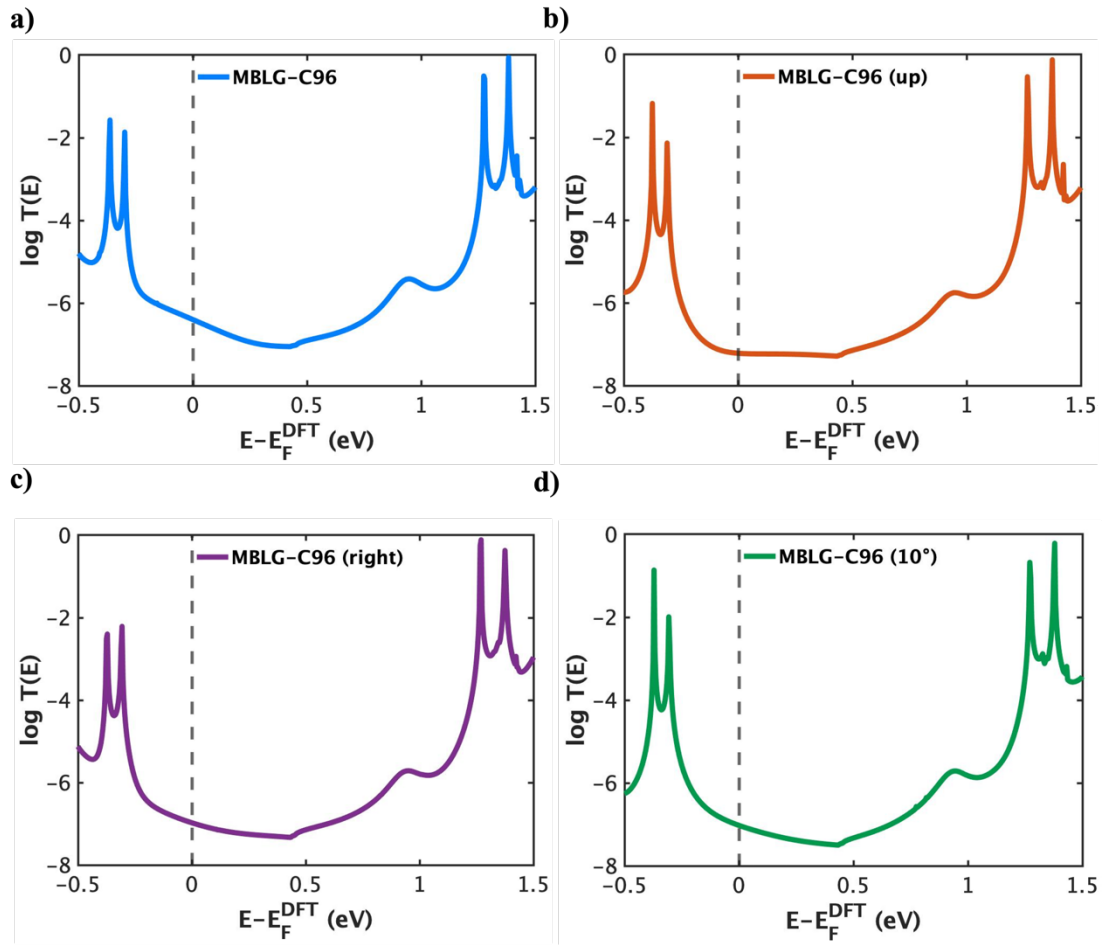 a)
MBLG-C96
0
−2
−4
−6
−8
log T(E)
−0.5 0 0.5 1 1.5
E−E_F^DFT (eV)
b)
MBLG-C96 (up)
0
−2
−4
−6
−8
log T(E)
−0.5 0 0.5 1 1.5
E−E_F^DFT (eV)
c)
MBLG-C96 (right)
0
−2
−4
−6
−8
log T(E)
−0.5 0 0.5 1 1.5
E−E_F^DFT (eV)
d)
MBLG-C96 (10°)
0
−2
−4
−6
−8
log T(E)
−0.5 0 0.5 1 1.5
E−E_F^DFT (eV)